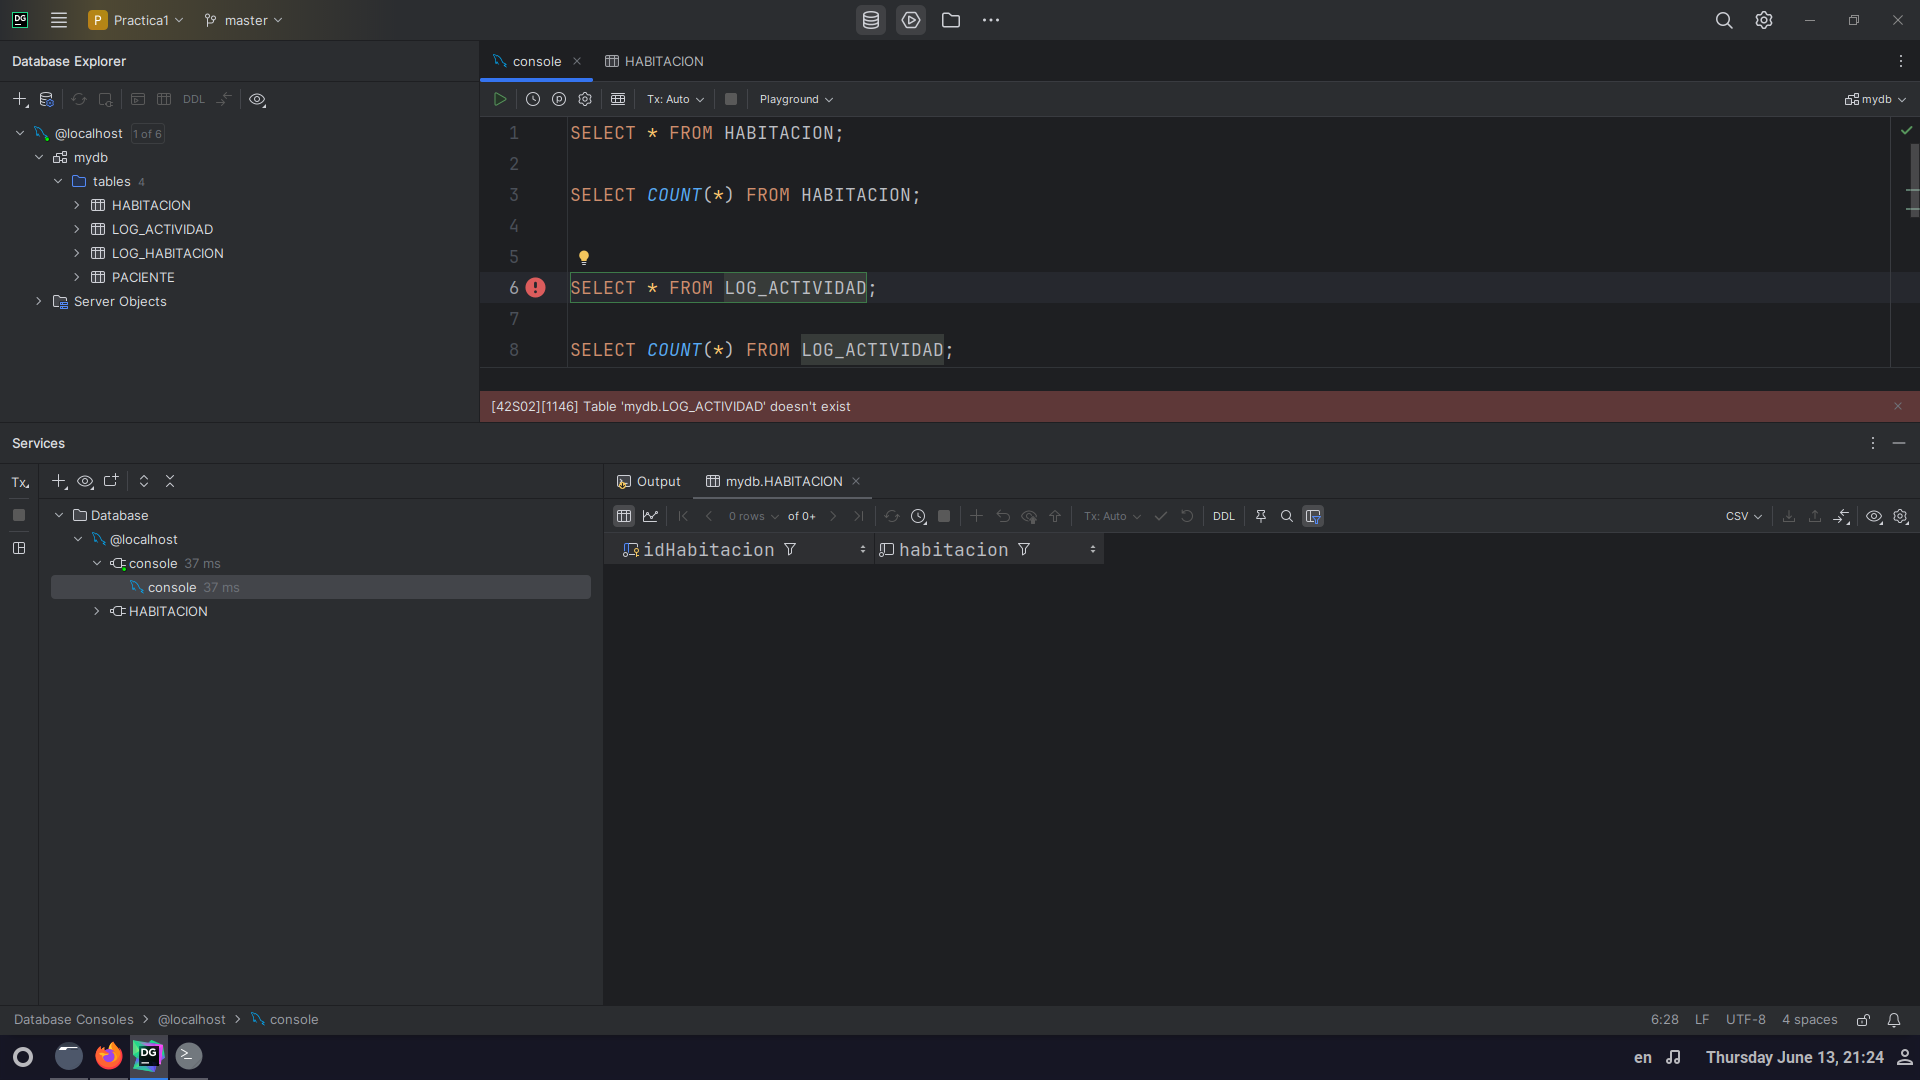 DG
P Practica1
master
Database Explorer
console
HABITACION
DDL
Tx: Auto
Playground
mydb
@localhost 1 of 6
mydb
tables 4
HABITACION
LOG_ACTIVIDAD
LOG_HABITACION
PACIENTE
Server Objects
1 SELECT * FROM HABITACION;
2
3 SELECT COUNT(*) FROM HABITACION;
4
5
6 SELECT * FROM LOG_ACTIVIDAD;
7
8 SELECT COUNT(*) FROM LOG_ACTIVIDAD;
[42S02][1146] Table 'mydb.LOG_ACTIVIDAD' doesn't exist
Services
Tx
Database
@localhost
console 37 ms
console 37 ms
HABITACION
Output
mydb.HABITACION
0 rows of 0+
Tx: Auto
DDL
CSV
idHabitacion
habitacion
Database Consoles > @localhost > console
6:28 LF UTF-8 4 spaces
DG
en
Thursday June 13, 21:24